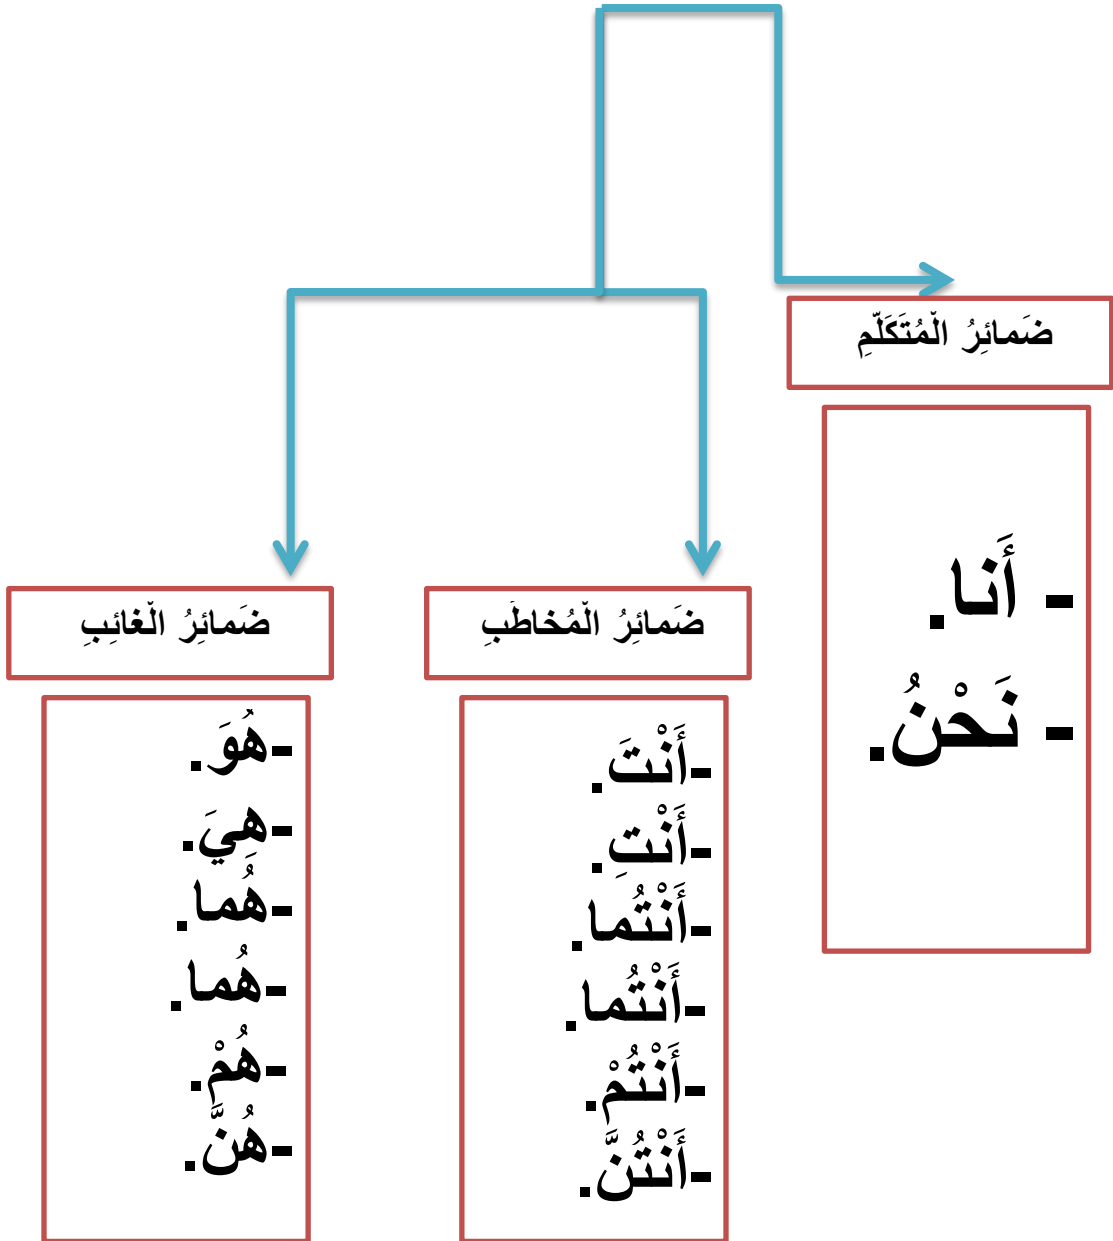 ضَمائِرُ الْمُتَكَلِّمِ
- أَنا.
- نَحْنُ.
ضَمائِرُ الْمُخاطَبِ
-أَنْتَ.
-أَنْتِ.
-أَنْتُما.
-أَنْتُما.
-أَنْتُمْ.
-أَنْتُنَّ.
ضَمائِرُ الْغائِبِ
-هُوَ.
-هِيَ.
-هُما.
-هُما.
-هُمْ.
-هُنَّ.